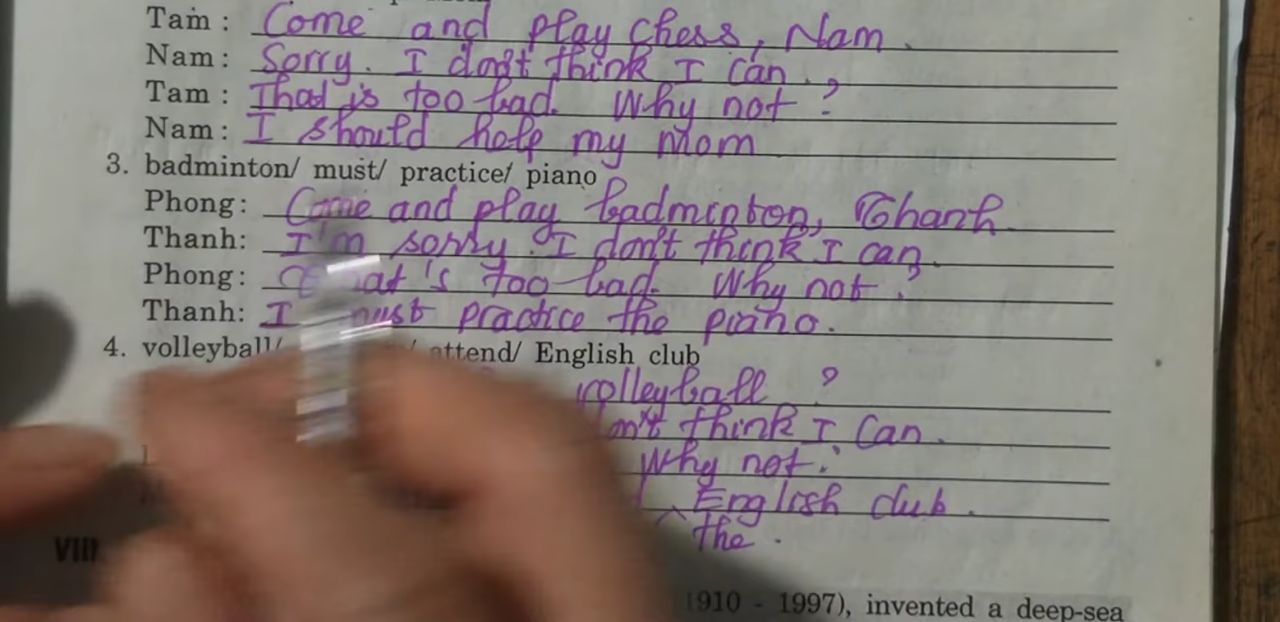 Tam : Come and play chess, Nam.
Nam : Sorry. I don't think I can.
Tam : That is too bad. Why not ?
Nam : I should help my mom
3. badminton/ must/ practice/ piano
Phong : Come and play badminton, Thanh
Thanh: I'm sorry. I don't think I can.
Phong : That's too bad. Why not ?
Thanh: I must practice the piano.
4. volleyball/ attend/ English club
volleyball ?
think I can.
Why not.
English club.
the.
VIII
1910 - 1997), invented a deep-sea